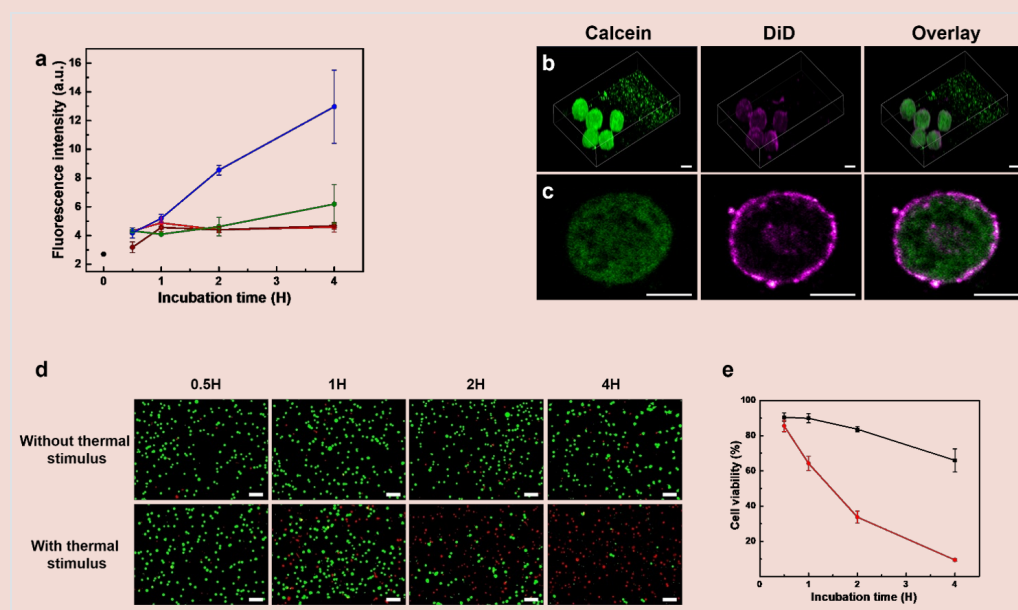 a
Fluorescence intensity (a.u.)
16
14
12
10
8
6
4
2
0 1 2 3 4
Incubation time (H)
Calcein DiD Overlay
b
c
d
0.5H 1H 2H 4H
Without thermal
stimulus
With thermal
stimulus
e
Cell viability (%)
100
80
60
40
20
0 1 2 3 4
Incubation time (H)